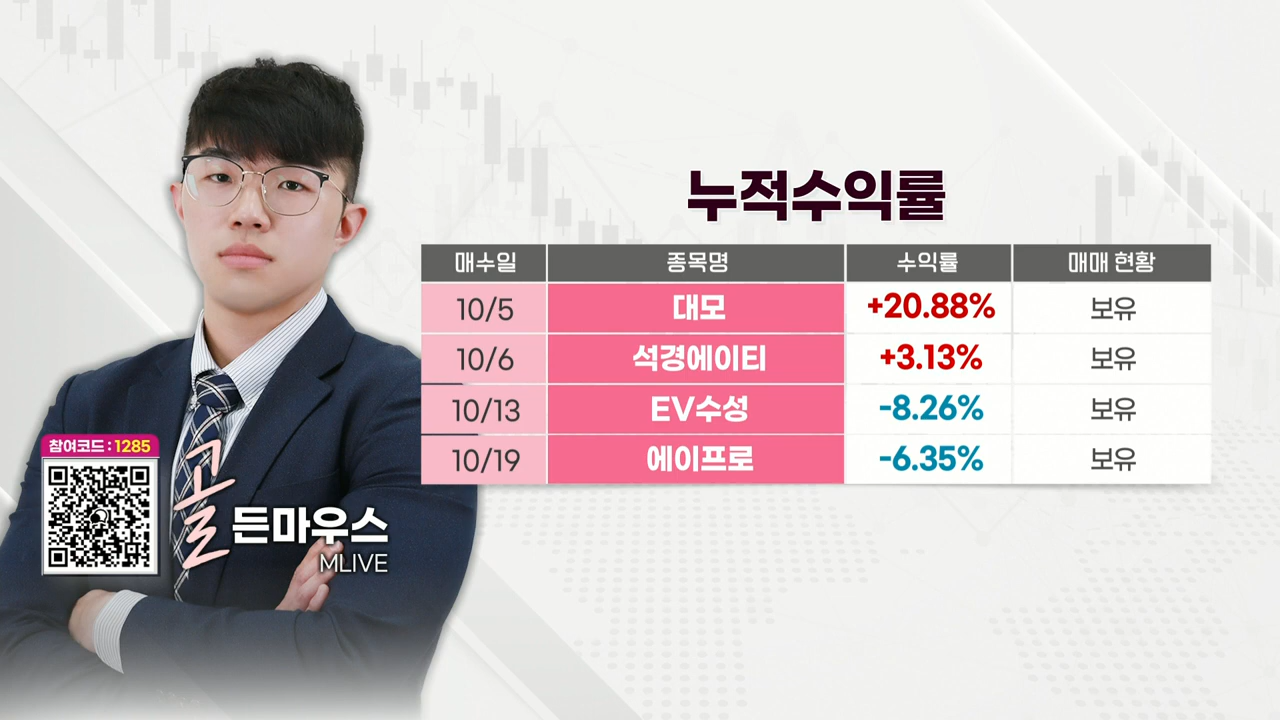 누적수익률
매수일 종목명 수익률 매매 현황
10/5 대모 +20.88% 보유
10/6 석경에이티 +3.13% 보유
10/13 EV수성 -8.26% 보유
10/19 에이프로 -6.35% 보유
참여코드 : 1285
골든마우스
MLIVE